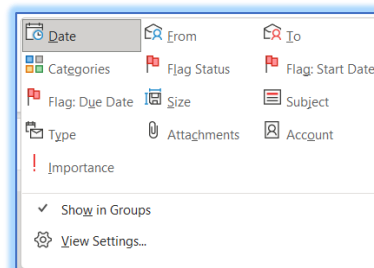 Date From To
Categories Flag Status Flag: Start Date
Flag: Due Date Size Subject
Type Attachments Account
Importance
Show in Groups
View Settings...